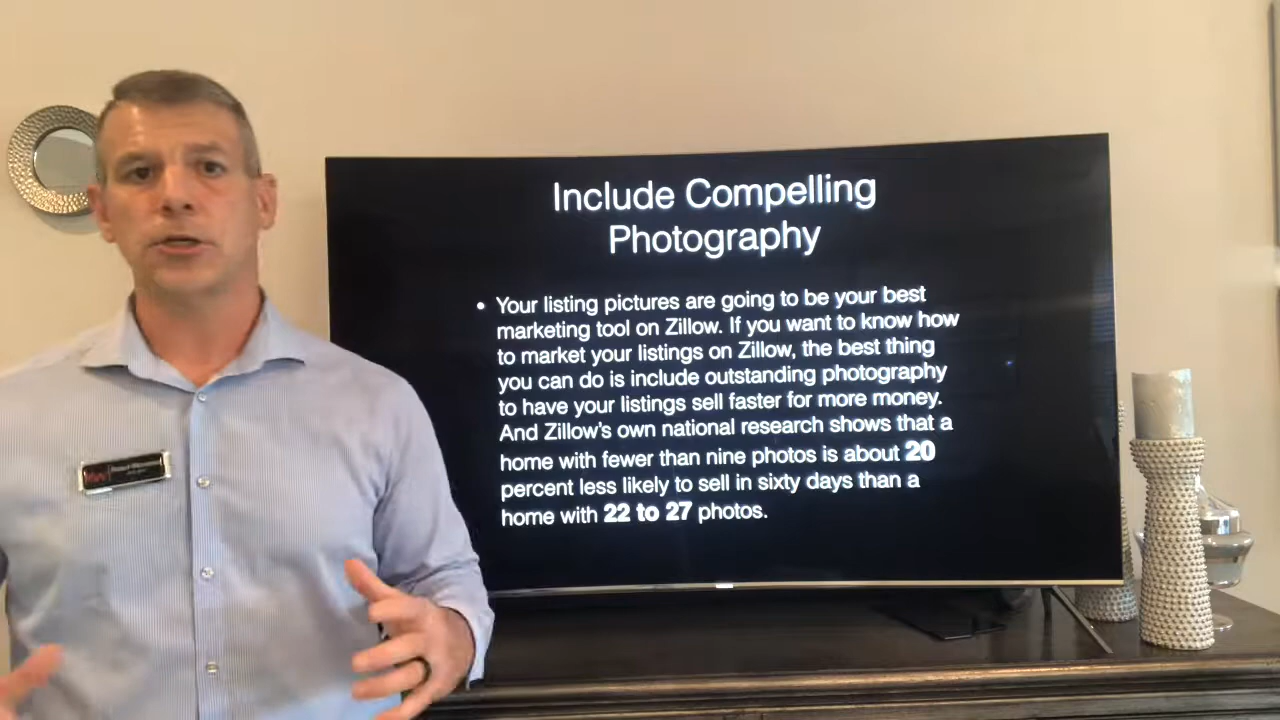 Include Compelling
Photography
• Your listing pictures are going to be your best
marketing tool on Zillow. If you want to know how
to market your listings on Zillow, the best thing
you can do is include outstanding photography
to have your listings sell faster for more money.
And Zillow's own national research shows that a
home with fewer than nine photos is about 20
percent less likely to sell in sixty days than a
home with 22 to 27 photos.